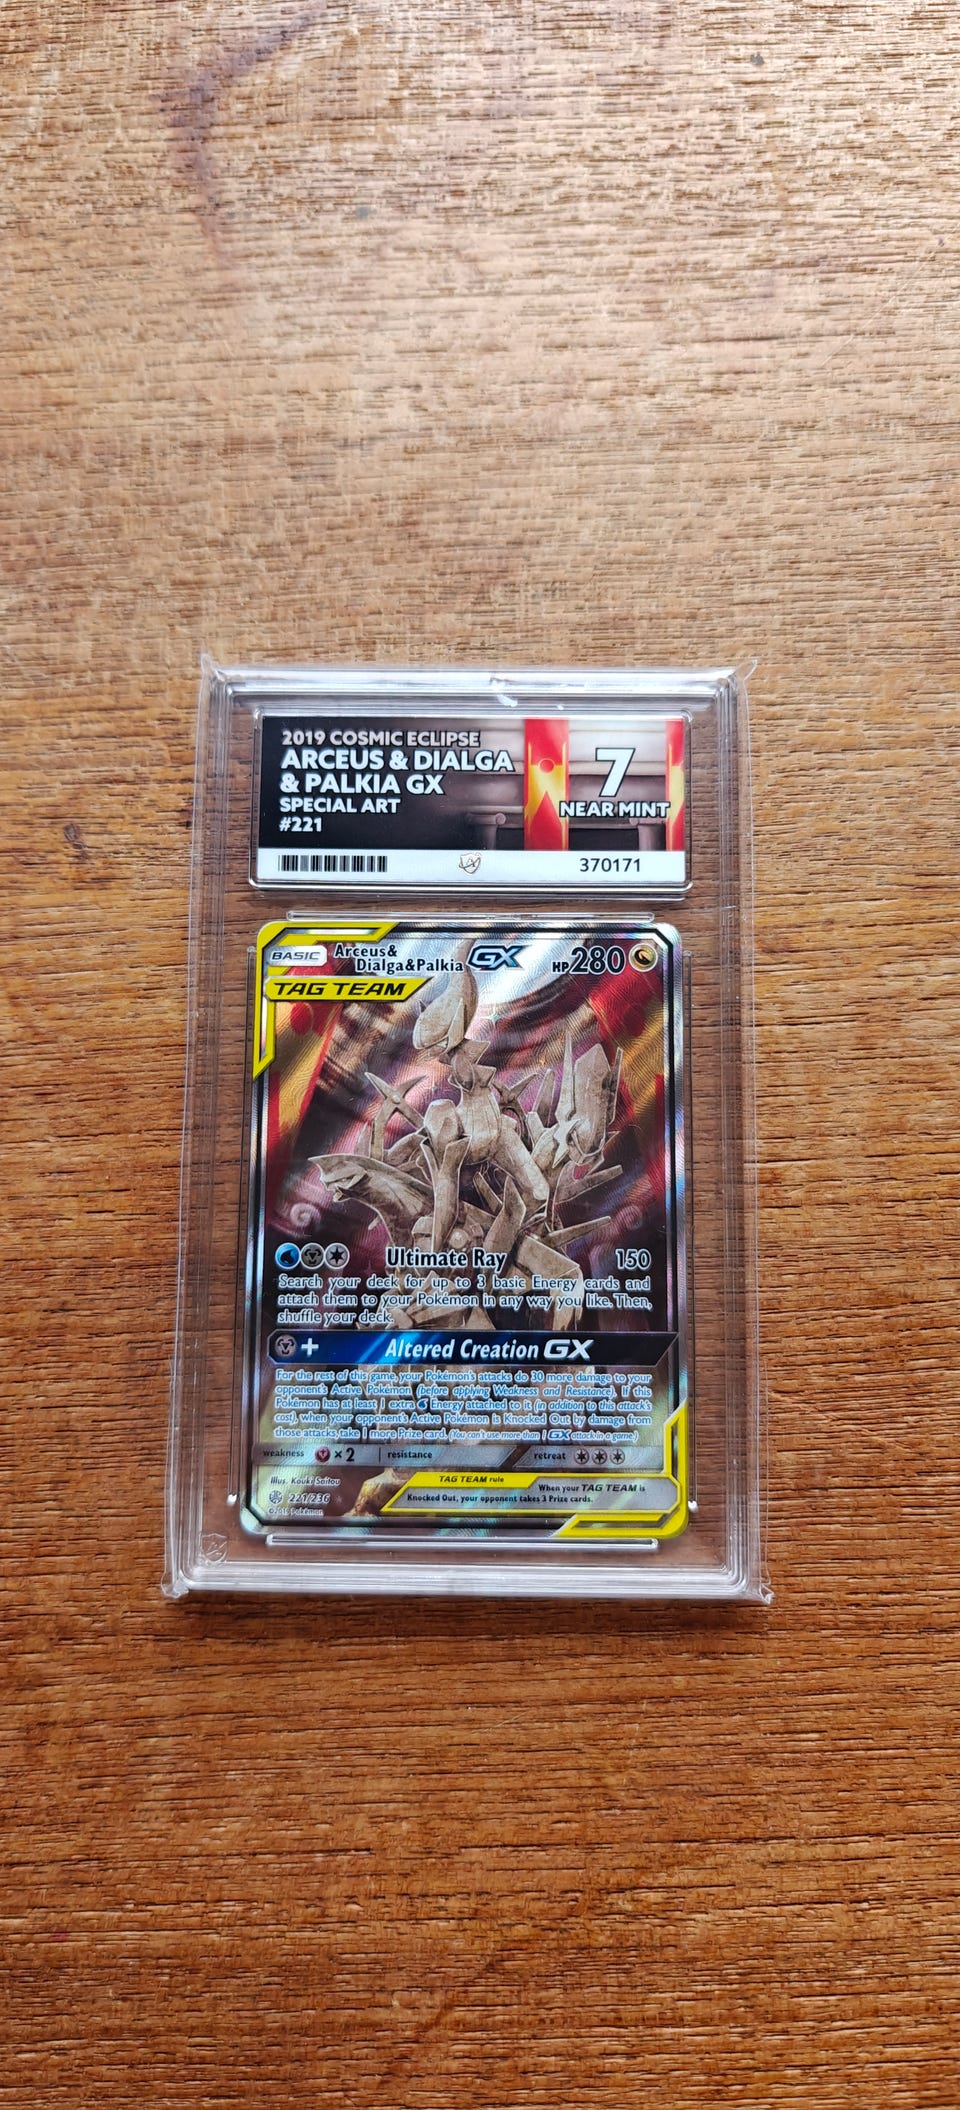 2019 COSMIC ECLIPSE
ARCEUS & DIALGA
& PALKIA GX
SPECIAL ART
#221
7
NEAR MINT
370171
BASIC Arceus&
Dialga&Palkia GX HP280
TAG TEAM
Ultimate Ray 150
Search your deck for up to 3 basic Energy cards and
attach them to your Pokémon in any way you like. Then,
shuffle your deck.
+ Altered Creation GX
For the rest of this game, your Pokémon's attacks do 30 more damage to your
opponent's Active Pokémon (before applying Weakness and Resistance). If this
Pokémon has at least 1 extra Energy attached to it (in addition to this attack's
cost), when your opponent's Active Pokémon is Knocked Out by damage from
those attacks, take 1 more Prize card. (You can't use more than 1 GX attack in a game.)
weakness ×2 resistance retreat
Illus. Kouki Saitou
TAG TEAM rule When your TAG TEAM is
Knocked Out, your opponent takes 3 Prize cards.
221/236
©2019 Pokémon